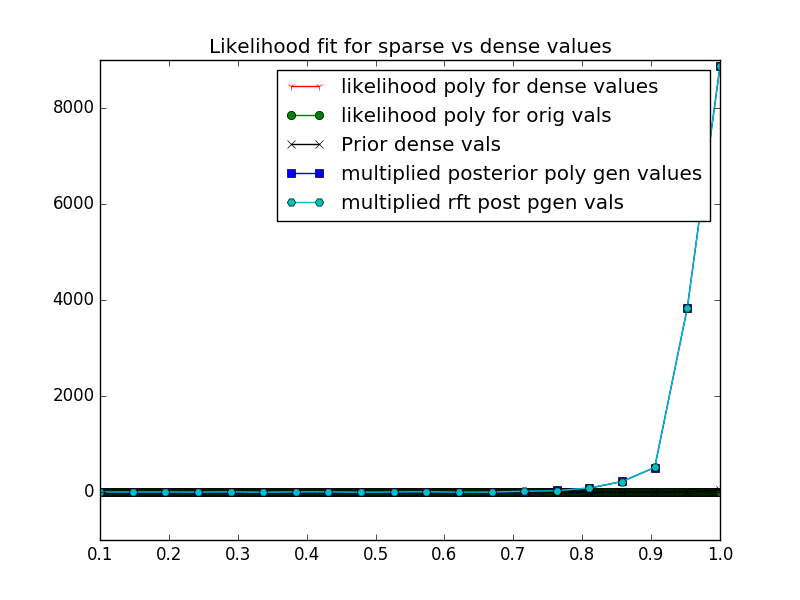 Likelihood fit for sparse vs dense values
likelihood poly for dense values
likelihood poly for orig vals
Prior dense vals
multiplied posterior poly gen values
multiplied rft post pgen vals
8000
6000
4000
2000
0
0.1 0.2 0.3 0.4 0.5 0.6 0.7 0.8 0.9 1.0